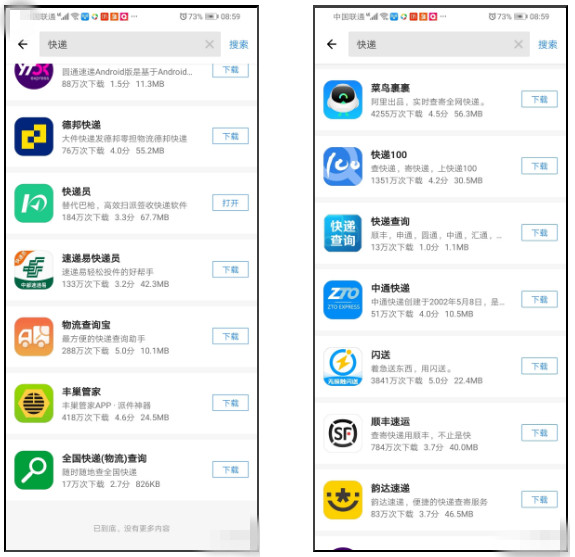 联通 73% 08:59
快递
搜索
圆通速递Android版是基于Android...
88万次下载 1.5分 11.3MB
下载
德邦快递
大件快递发德邦零担物流德邦快递
76万次下载 4.0分 55.2MB
下载
快递员
替代巴枪，高效扫派签收快递软件
184万次下载 3.3分 67.7MB
打开
速递易快递员
速递易轻松投件的好帮手
133万次下载 3.2分 42.3MB
下载
中邮速递易
物流查询宝
最方便的快递查询助手
288万次下载 5.0分 10.1MB
下载
丰巢管家
丰巢管家APP · 派件神器
418万次下载 4.6分 24.5MB
下载
全国快递(物流)查询
随时随地查全国快递
17万次下载 2.7分 826KB
下载
已到底，没有更多内容
中国联通 73% 08:59
快递
搜索
菜鸟裹裹
阿里出品，实时查寄全网快递。
4255万次下载 4.5分 56.3MB
下载
快递100
查快递，寄快递，上快递100
1351万次下载 4.2分 30.5MB
下载
快递查询
快递查询
顺丰，申通，圆通，中通，汇通，...
13万次下载 1.0分 1.1MB
下载
ZTO
ZTO EXPRESS
中通快递
中通快递创建于2002年5月8日，是...
51万次下载 4.0分 10.5MB
下载
闪送
着急送东西，用闪送。
3841万次下载 5.0分 22.4MB
下载
SF
顺丰速运
查寄快递用顺丰，不止是快
784万次下载 3.7分 40.0MB
下载
韵达速递
韵达速递，便捷的快递查寄服务
83万次下载 3.7分 46.5MB
下载